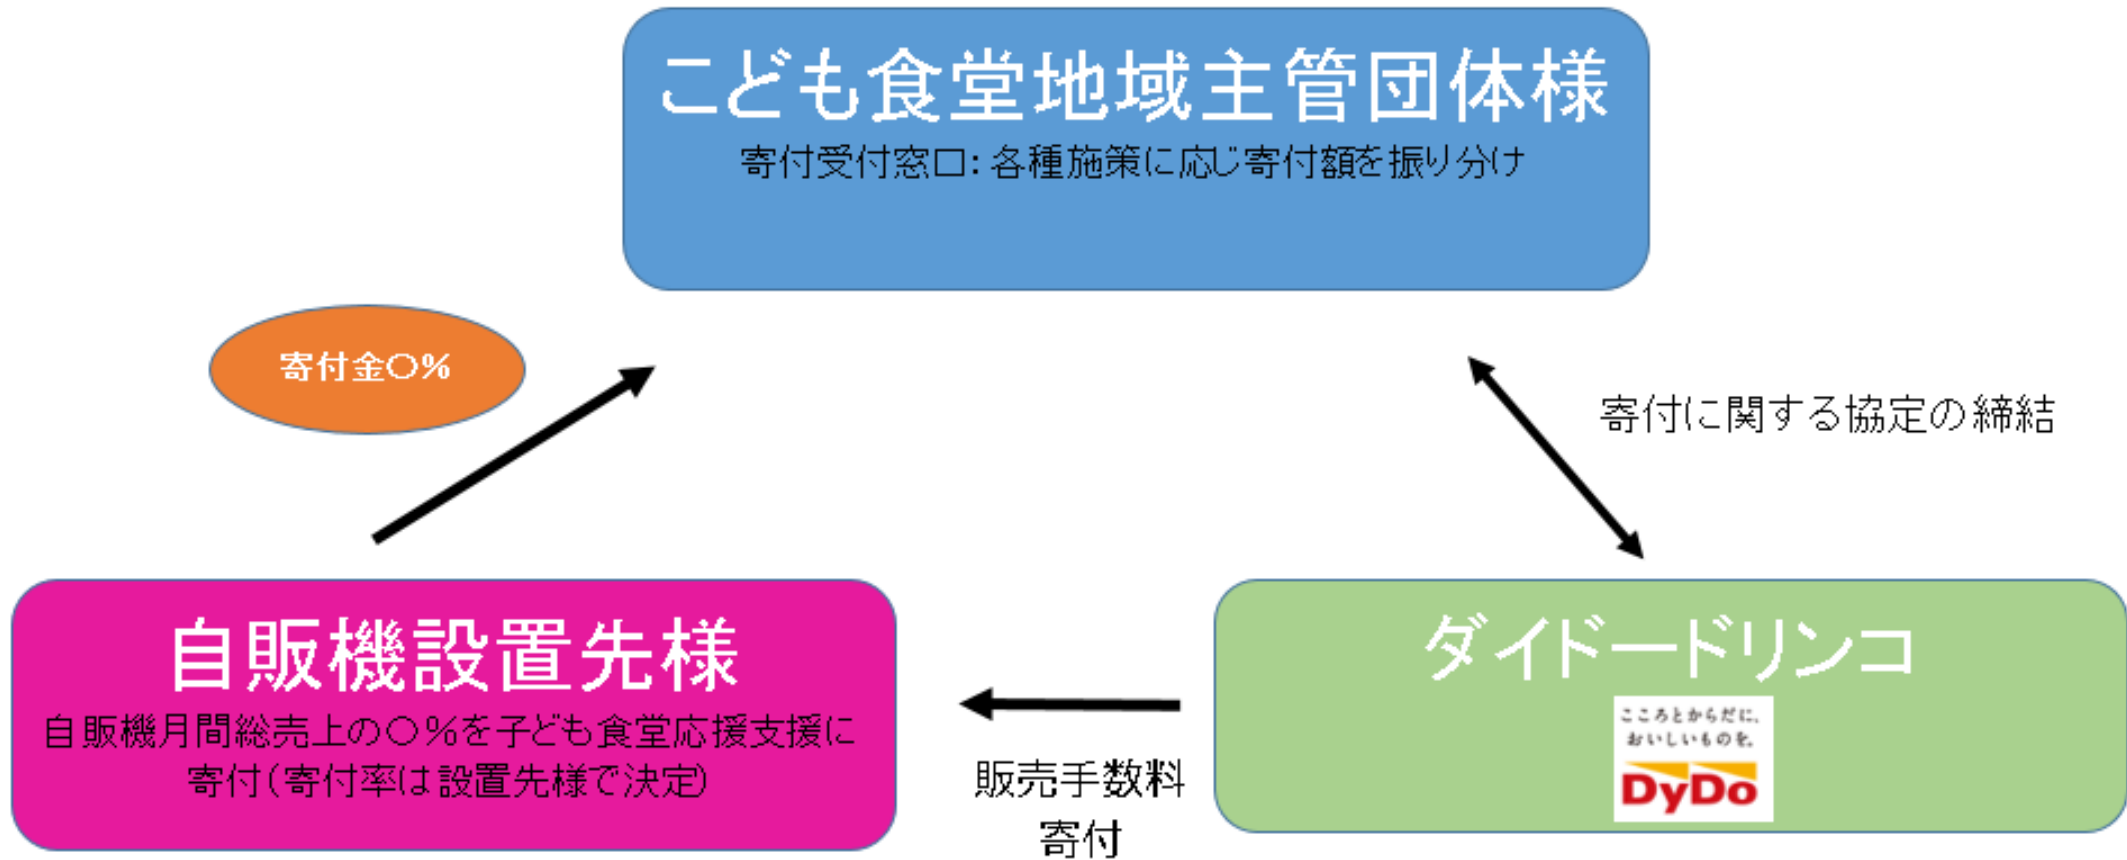 こども食堂地域主管団体様
寄付受付窓口：各種施策に応じ寄付額を振り分け
寄付金〇%
寄付に関する協定の締結
自販機設置先様
自販機月間総売上の〇%を子ども食堂応援支援に
寄付(寄付率は設置先様で決定)
販売手数料
寄付
ダイドードリンコ
こころとからだに、
おいしいものを。
DyDo